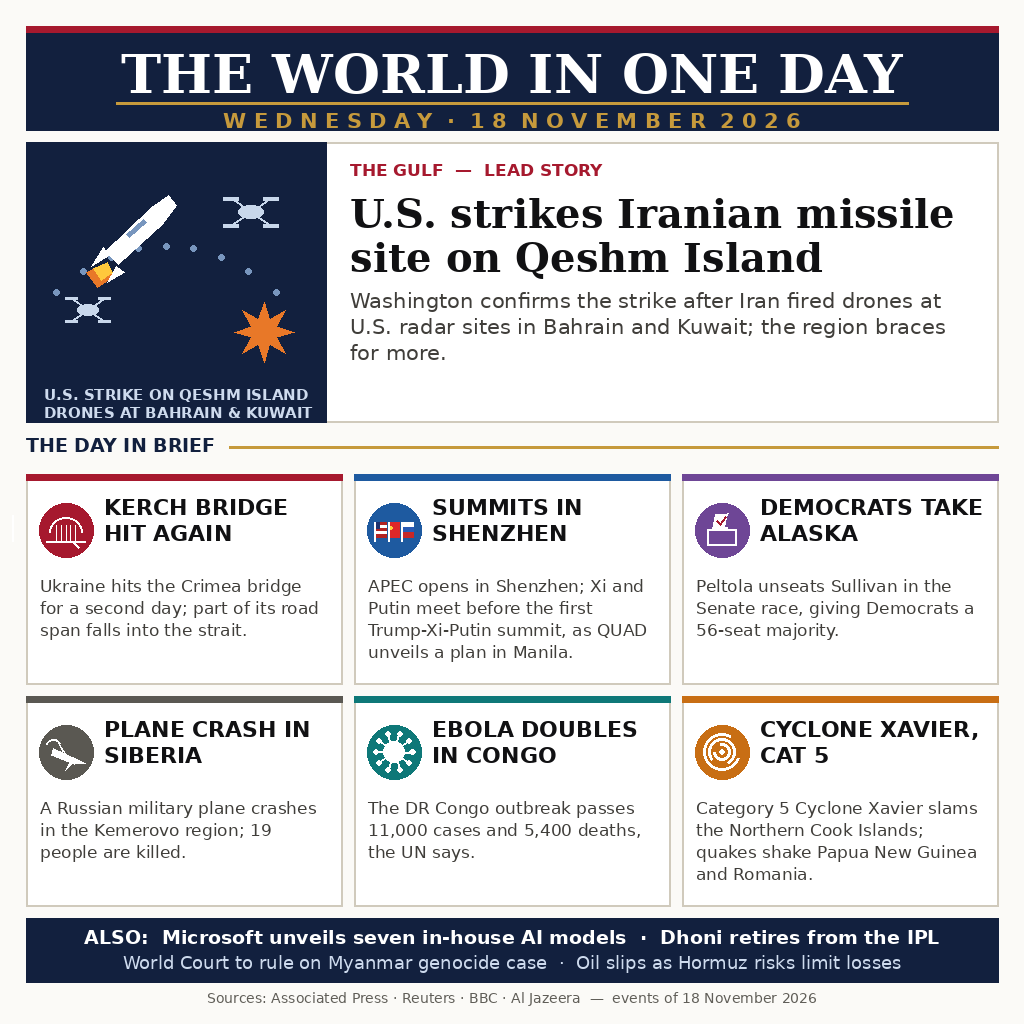 THE WORLD IN ONE DAY
WEDNESDAY · 18 NOVEMBER 2026
THE GULF — LEAD STORY
U.S. strikes Iranian missile
site on Qeshm Island
Washington confirms the strike after Iran fired drones at
U.S. radar sites in Bahrain and Kuwait; the region braces
for more.
U.S. STRIKE ON QESHM ISLAND
DRONES AT BAHRAIN & KUWAIT
THE DAY IN BRIEF
KERCH BRIDGE
HIT AGAIN
Ukraine hits the Crimea bridge
for a second day; part of its road
span falls into the strait.
SUMMITS IN
SHENZHEN
APEC opens in Shenzhen; Xi and
Putin meet before the first
Trump-Xi-Putin summit, as QUAD
unveils a plan in Manila.
DEMOCRATS TAKE
ALASKA
Peltola unseats Sullivan in the
Senate race, giving Democrats a
56-seat majority.
PLANE CRASH IN
SIBERIA
A Russian military plane crashes
in the Kemerovo region; 19
people are killed.
EBOLA DOUBLES
IN CONGO
The DR Congo outbreak passes
11,000 cases and 5,400 deaths,
the UN says.
CYCLONE XAVIER,
CAT 5
Category 5 Cyclone Xavier slams
the Northern Cook Islands;
quakes shake Papua New Guinea
and Romania.
ALSO: Microsoft unveils seven in-house AI models · Dhoni retires from the IPL
World Court to rule on Myanmar genocide case · Oil slips as Hormuz risks limit losses
Sources: Associated Press · Reuters · BBC · Al Jazeera — events of 18 November 2026